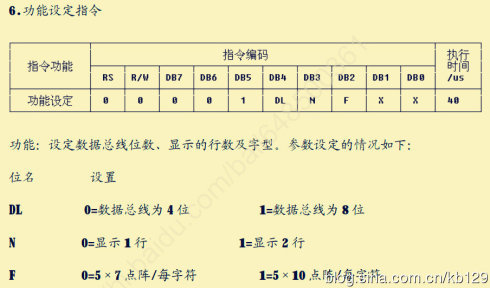 6.功能设定指令
指令功能 指令编码 执行时间/us
RS R/W DB7 DB6 DB5 DB4 DB3 DB2 DB1 DB0
功能设定 0 0 0 0 1 DL N F X X 40
功能：设定数据总线位数、显示的行数及字型。参数设定的情况如下：
位名 设置
DL 0=数据总线为4位 1=数据总线为8位
N 0=显示1行 1=显示2行
F 0=5×7点阵/每字符 1=5×10点阵/每字符
blog.sina.com.cn/kb129